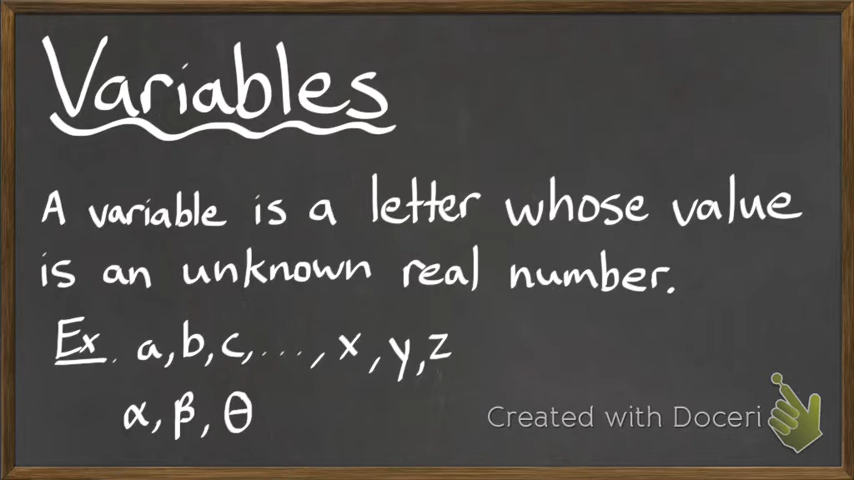 Variables
A variable is a letter whose value
is an unknown real number.
Ex. a, b, c, ..., x, y, z
α, β, θ
Created with Doceri